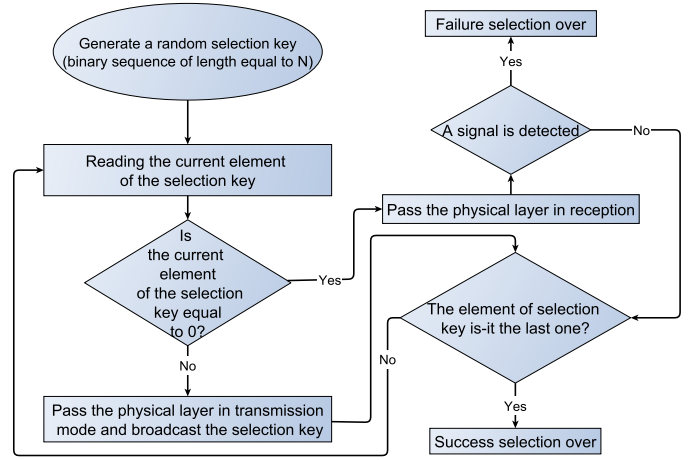 Generate a random selection key
(binary sequence of length equal to N)
Reading the current element
of the selection key
Is
the current
element
of the selection
key equal
to 0?
Yes
No
Pass the physical layer in transmission
mode and broadcast the selection key
Failure selection over
Yes
A signal is detected
No
Pass the physical layer in reception
The element of selection
key is-it the last one?
No
Yes
Success selection over